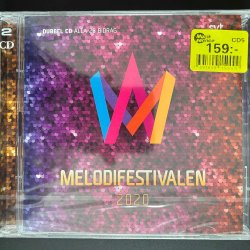 DUBBEL CD ALLA 28 BIDRAG
2
CD
CDS
159:-
MELODIFESTIVALEN
2020